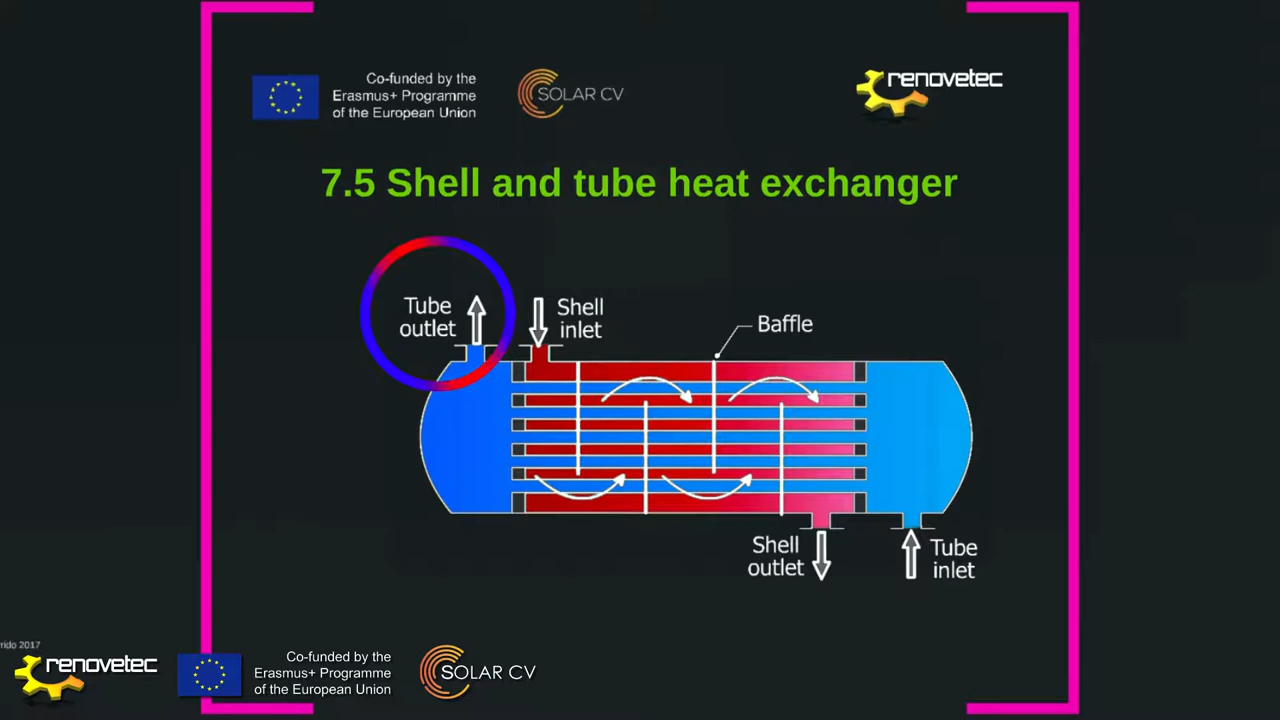 Co-funded by the
Erasmus+ Programme
of the European Union
SOLAR CV
renovetec
7.5 Shell and tube heat exchanger
Tube
outlet
Shell
inlet
Baffle
Shell
outlet
Tube
inlet
2017
renovetec
Co-funded by the
Erasmus+ Programme
of the European Union
SOLAR CV